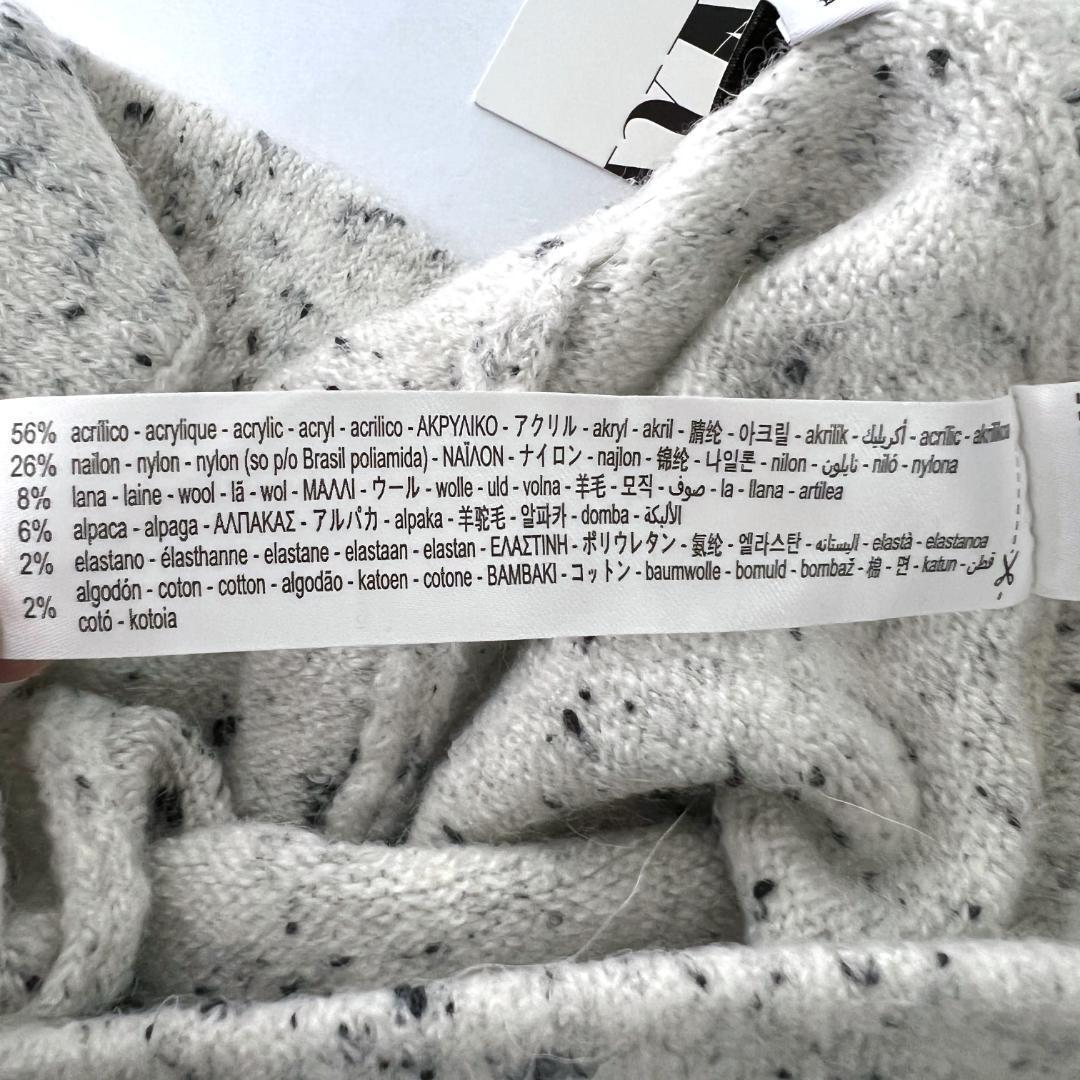 56% acrílico - acrylique - acrylic - acryl - acrilico - ΑΚΡΥΛΙΚΟ - アクリル - akryl - akril - 腈纶 - 아크릴 - akrilik - أكريليك - acrílic - akrilikoa
26% nailon - nylon - nylon (so p/o Brasil poliamida) - ΝΑΪΛΟΝ - ナイロン - najlon - 锦纶 - 나일론 - nilon - نايلون - niló - nylona
8% lana - laine - wool - lã - wol - ΜΑΛΛΙ - ウール - wolle - uld - volna - 羊毛 - 모직 - صوف - la - llana - artilea
6% alpaca - alpaga - ΑΛΠΑΚΑΣ - アルパカ - alpaka - 羊驼毛 - 알파카 - domba - الألبكة
2% elastano - élasthanne - elastane - elastaan - elastan - ΕΛΑΣΤΙΝΗ - ポリウレタン - 氨纶 - 엘라스탄 - اليستانه - elastà - elastanoa
2% algodón - coton - cotton - algodão - katoen - cotone - ΒΑΜΒΑΚΙ - コットン - baumwolle - bomuld - bombaž - 棉 - 면 - katun - قطن
cotó - kotoia